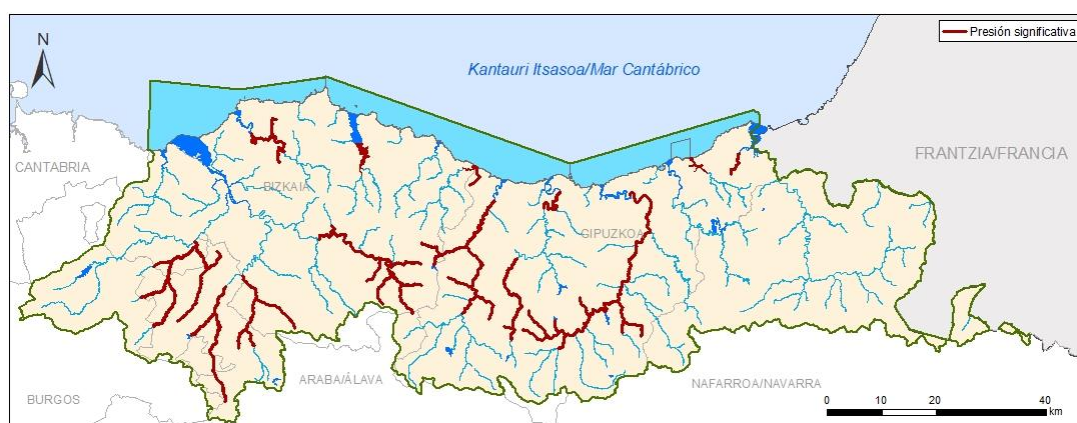 N
Presión significativa
Kantauri Itsasoa/Mar Cantábrico
CANTABRIA
FRANTZIA/FRANCIA
BIZKAIA
GIPUZKOA
ARABA/ÁLAVA
NAFARROA/NAVARRA
BURGOS
0 10 20 40
km